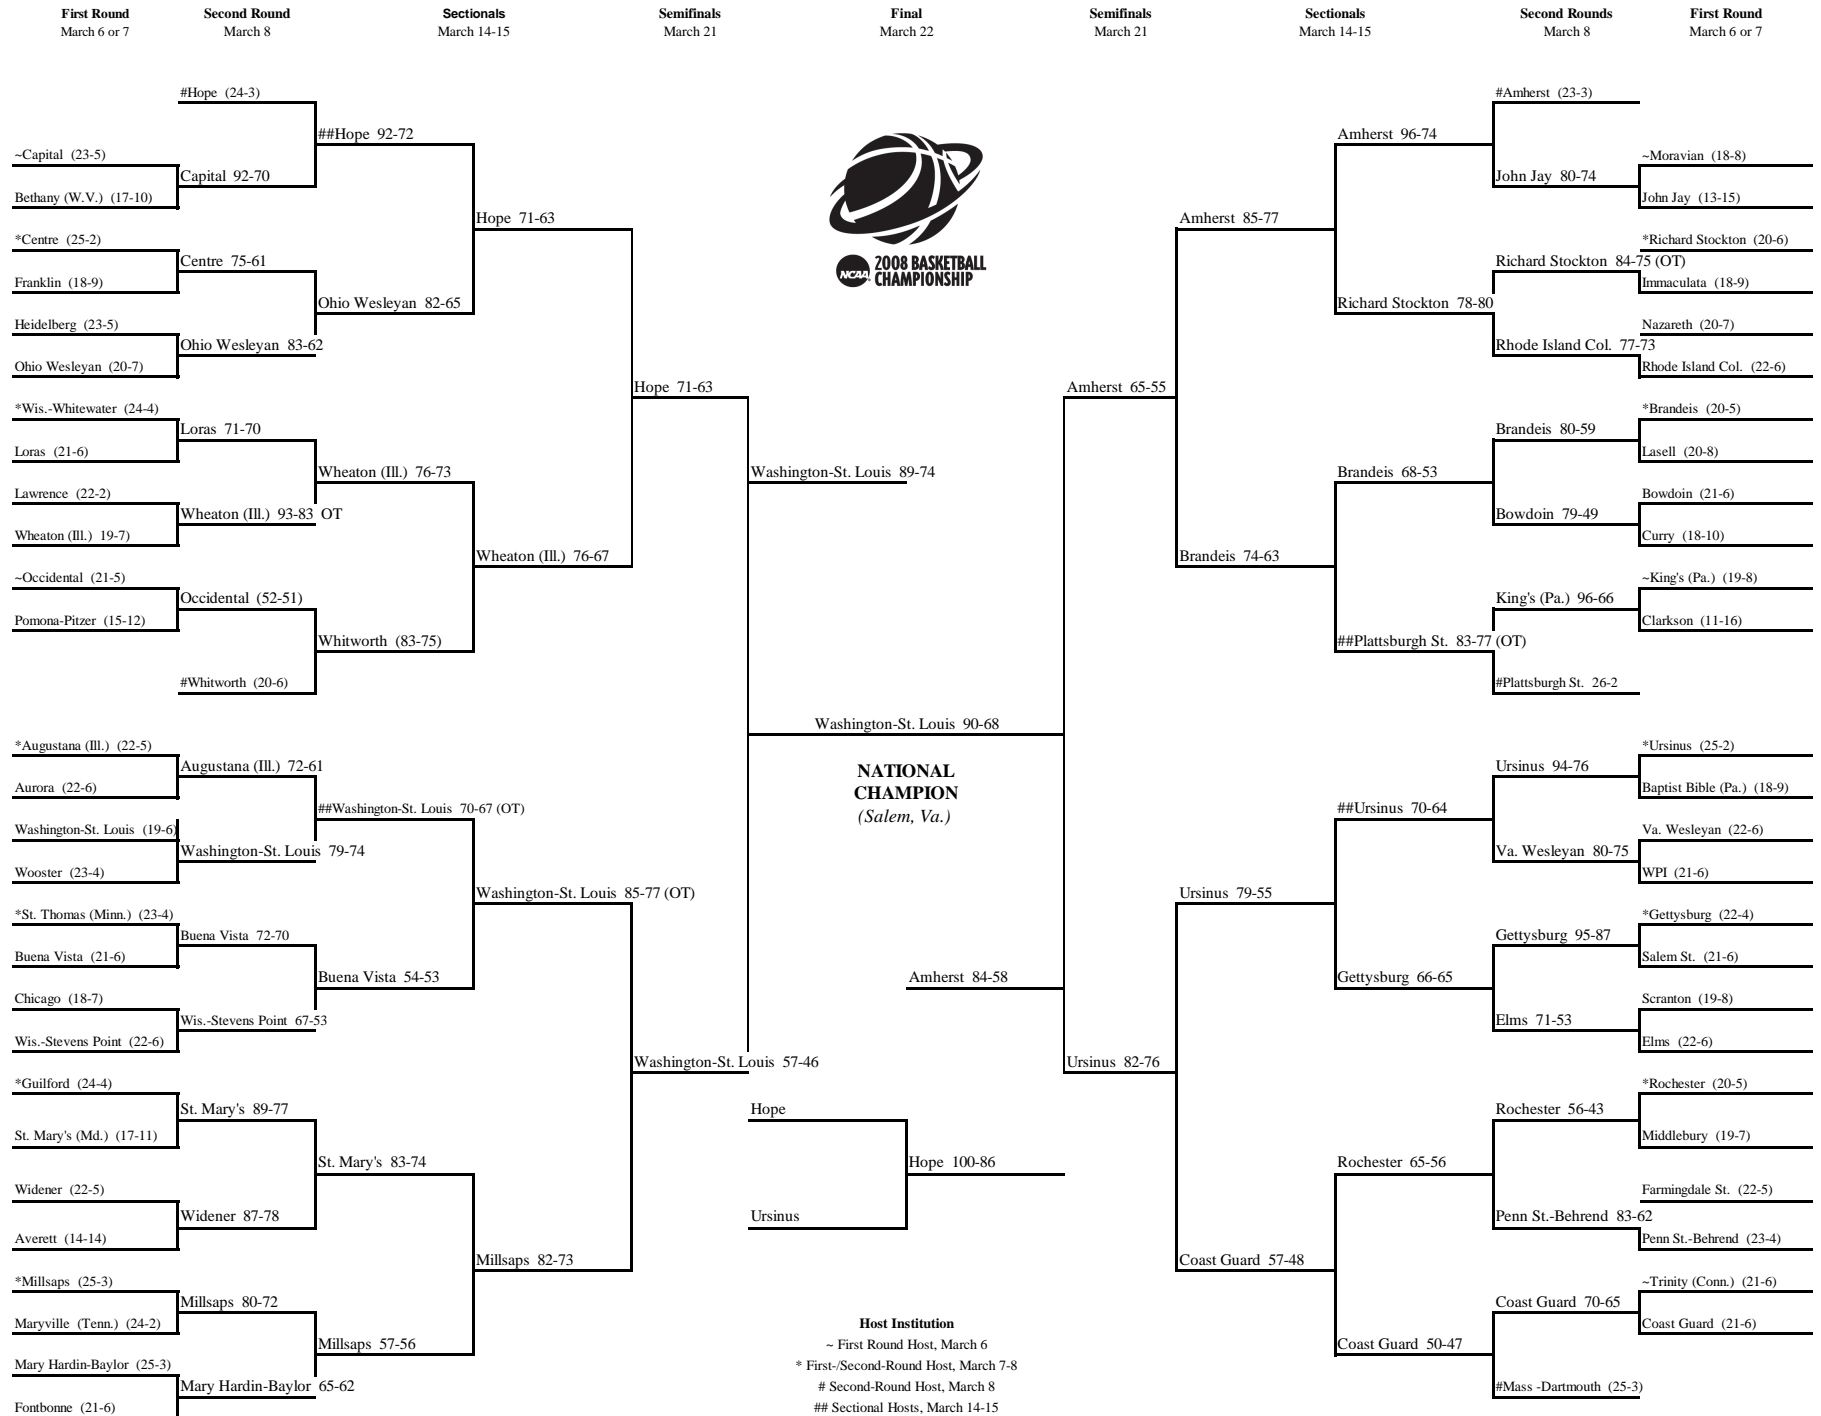 First Round
March 6 or 7
Second Round
March 8
Sectionals
March 14-15
Semifinals
March 21
Final
March 22
Semifinals
March 21
Sectionals
March 14-15
Second Rounds
March 8
First Round
March 6 or 7
~Capital (23-5)
Bethany (W.V.) (17-10)
*Centre (25-2)
Franklin (18-9)
Heidelberg (23-5)
Ohio Wesleyan (20-7)
*Wis.-Whitewater (24-4)
Loras (21-6)
Lawrence (22-2)
Wheaton (Ill.) 19-7)
~Occidental (21-5)
Pomona-Pitzer (15-12)
*Augustana (Ill.) (22-5)
Aurora (22-6)
Washington-St. Louis (19-6)
Wooster (23-4)
*St. Thomas (Minn.) (23-4)
Buena Vista (21-6)
Chicago (18-7)
Wis.-Stevens Point (22-6)
*Guilford (24-4)
St. Mary's (Md.) (17-11)
Widener (22-5)
Averett (14-14)
*Millsaps (25-3)
Maryville (Tenn.) (24-2)
Mary Hardin-Baylor (25-3)
Fontbonne (21-6)
#Hope (24-3)
Capital 92-70
Centre 75-61
Ohio Wesleyan 83-62
Loras 71-70
Wheaton (Ill.) 93-83 OT
Occidental (52-51)
#Whitworth (20-6)
Augustana (Ill.) 72-61
Washington-St. Louis 79-74
Buena Vista 72-70
Wis.-Stevens Point 67-53
St. Mary's 89-77
Widener 87-78
Millsaps 80-72
Mary Hardin-Baylor 65-62
##Hope 92-72
Ohio Wesleyan 82-65
Wheaton (Ill.) 76-73
Whitworth (83-75)
##Washington-St. Louis 70-67 (OT)
Buena Vista 54-53
St. Mary's 83-74
Millsaps 57-56
Hope 71-63
Wheaton (Ill.) 76-67
Washington-St. Louis 85-77 (OT)
Millsaps 82-73
Hope 71-63
Washington-St. Louis 57-46
Washington-St. Louis 89-74
NCAA
2008 BASKETBALL
CHAMPIONSHIP
Washington-St. Louis 90-68
NATIONAL
CHAMPION
(Salem, Va.)
Amherst 84-58
Hope
Ursinus
Hope 100-86
Host Institution
~ First Round Host, March 6
* First-/Second-Round Host, March 7-8
# Second-Round Host, March 8
## Sectional Hosts, March 14-15
Amherst 65-55
Ursinus 82-76
Amherst 85-77
Brandeis 74-63
Ursinus 79-55
Coast Guard 57-48
Amherst 96-74
Richard Stockton 78-80
Brandeis 68-53
##Plattsburgh St. 83-77 (OT)
##Ursinus 70-64
Gettysburg 66-65
Rochester 65-56
Coast Guard 50-47
#Amherst (23-3)
John Jay 80-74
Richard Stockton 84-75 (OT)
Rhode Island Col. 77-73
Brandeis 80-59
Bowdoin 79-49
King's (Pa.) 96-66
#Plattsburgh St. 26-2
Ursinus 94-76
Va. Wesleyan 80-75
Gettysburg 95-87
Elms 71-53
Rochester 56-43
Penn St.-Behrend 83-62
Coast Guard 70-65
#Mass -Dartmouth (25-3)
~Moravian (18-8)
John Jay (13-15)
*Richard Stockton (20-6)
Immaculata (18-9)
Nazareth (20-7)
Rhode Island Col. (22-6)
*Brandeis (20-5)
Lasell (20-8)
Bowdoin (21-6)
Curry (18-10)
~King's (Pa.) (19-8)
Clarkson (11-16)
*Ursinus (25-2)
Baptist Bible (Pa.) (18-9)
Va. Wesleyan (22-6)
WPI (21-6)
*Gettysburg (22-4)
Salem St. (21-6)
Scranton (19-8)
Elms (22-6)
*Rochester (20-5)
Middlebury (19-7)
Farmingdale St. (22-5)
Penn St.-Behrend (23-4)
~Trinity (Conn.) (21-6)
Coast Guard (21-6)